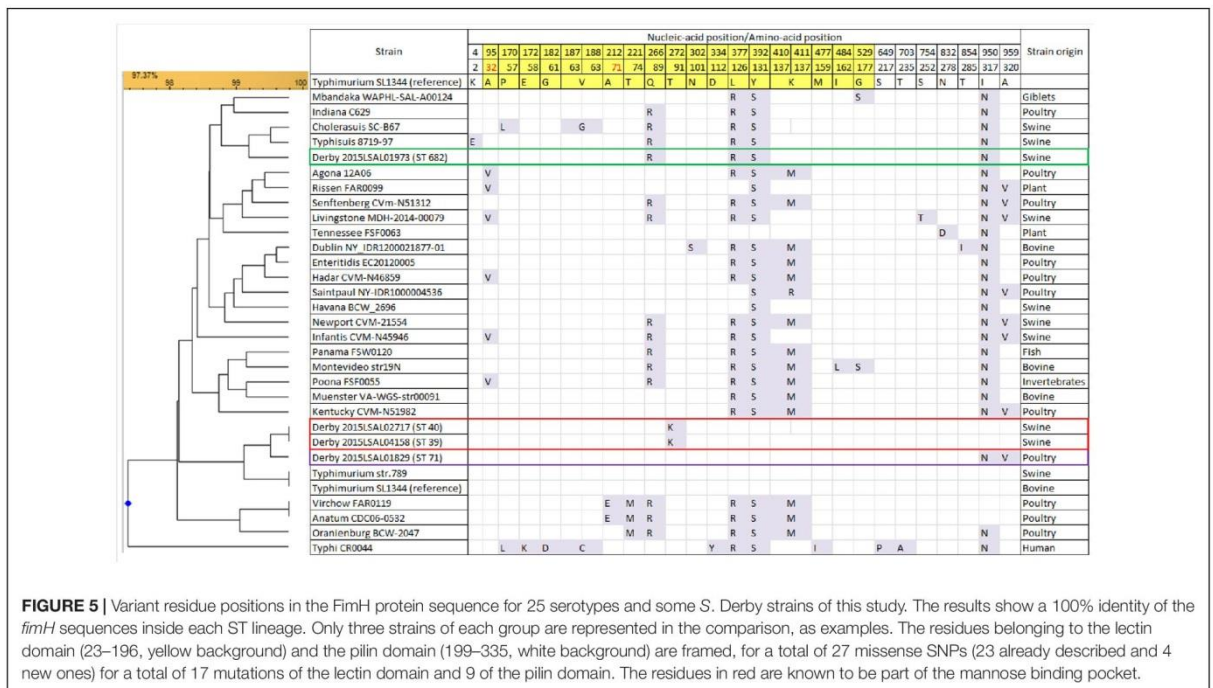 Strain Nucleic-acid position/Amino-acid position Strain origin
4 95 170 172 182 187 188 212 221 266 272 302 334 377 392 410 411 477 484 529 649 703 754 832 854 950 959
2 32 57 58 61 63 63 71 74 89 91 101 112 126 131 137 137 159 162 177 217 235 252 278 285 317 320
97.37%
98 99 100
Typhimurium SL1344 (reference) K A P E G V A T Q T N D L Y K M I G S T S N T I A
Mbandaka WAPHL-SAL-A00124 R S S N Giblets
Indiana C629 R R S N Poultry
Cholerasuis SC-B67 L G R R S N Swine
Typhisuis 8719-97 E R R S N Swine
Derby 2015LSAL01973 (ST 682) R R S N Swine
Agona 12A06 V R S M N Poultry
Rissen FAR0099 V S N V Plant
Senftenberg CVm-N51312 R R S M N V Poultry
Livingstone MDH-2014-00079 V R R S T N V Swine
Tennessee FSF0063 D N Plant
Dublin NY_IDR1200021877-01 S R S M I N Bovine
Enteritidis EC20120005 R S M N Poultry
Hadar CVM-N46859 V R S M N Poultry
Saintpaul NY-IDR1000004536 S R N V Poultry
Havana BCW_2696 S N Swine
Newport CVM-21554 R R S M N V Swine
Infantis CVM-N45946 V R R S M N V Swine
Panama FSW0120 R R S M N Fish
Montevideo str19N R R S M L S N Bovine
Poona FSF0055 V R R S M N Invertebrates
Muenster VA-WGS-str00091 R S M N Bovine
Kentucky CVM-N51982 R S M N V Poultry
Derby 2015LSAL02717 (ST 40) K Swine
Derby 2015LSAL04158 (ST 39) K Swine
Derby 2015LSAL01829 (ST 71) N V Poultry
Typhimurium str.789 Swine
Typhimurium SL1344 (reference) Bovine
Virchow FAR0119 E M R R S M Poultry
Anatum CDC06-0532 E M R R S M Poultry
Oranienburg BCW-2047 M R R S M N Poultry
Typhi CR0044 L K D C Y R S I P A N Human
FIGURE 5 | Variant residue positions in the FimH protein sequence for 25 serotypes and some S. Derby strains of this study. The results show a 100% identity of the
fimH sequences inside each ST lineage. Only three strains of each group are represented in the comparison, as examples. The residues belonging to the lectin
domain (23–196, yellow background) and the pilin domain (199–335, white background) are framed, for a total of 27 missense SNPs (23 already described and 4
new ones) for a total of 17 mutations of the lectin domain and 9 of the pilin domain. The residues in red are known to be part of the mannose binding pocket.